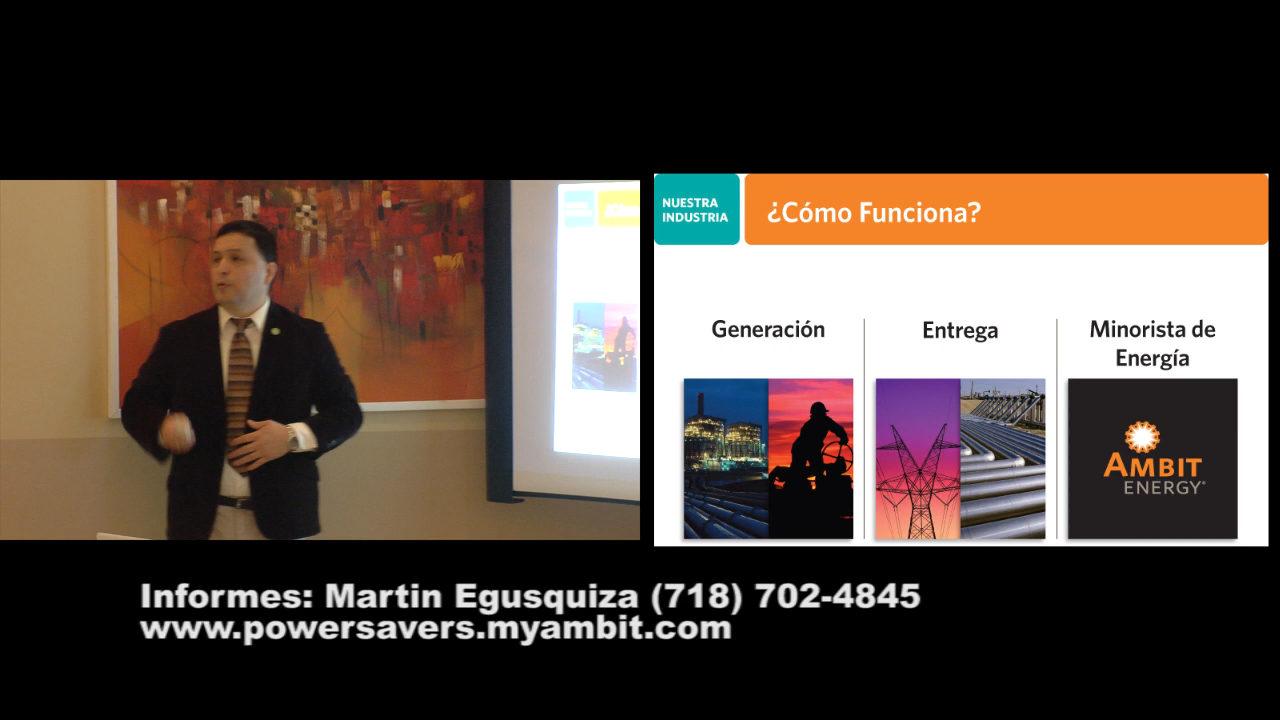 NUESTRA
INDUSTRIA
¿Cómo Funciona?
Generación
Entrega
Minorista de
Energía
AMBIT
ENERGY®
Informes: Martin Egusquiza (718) 702-4845
www.powersavers.myambit.com